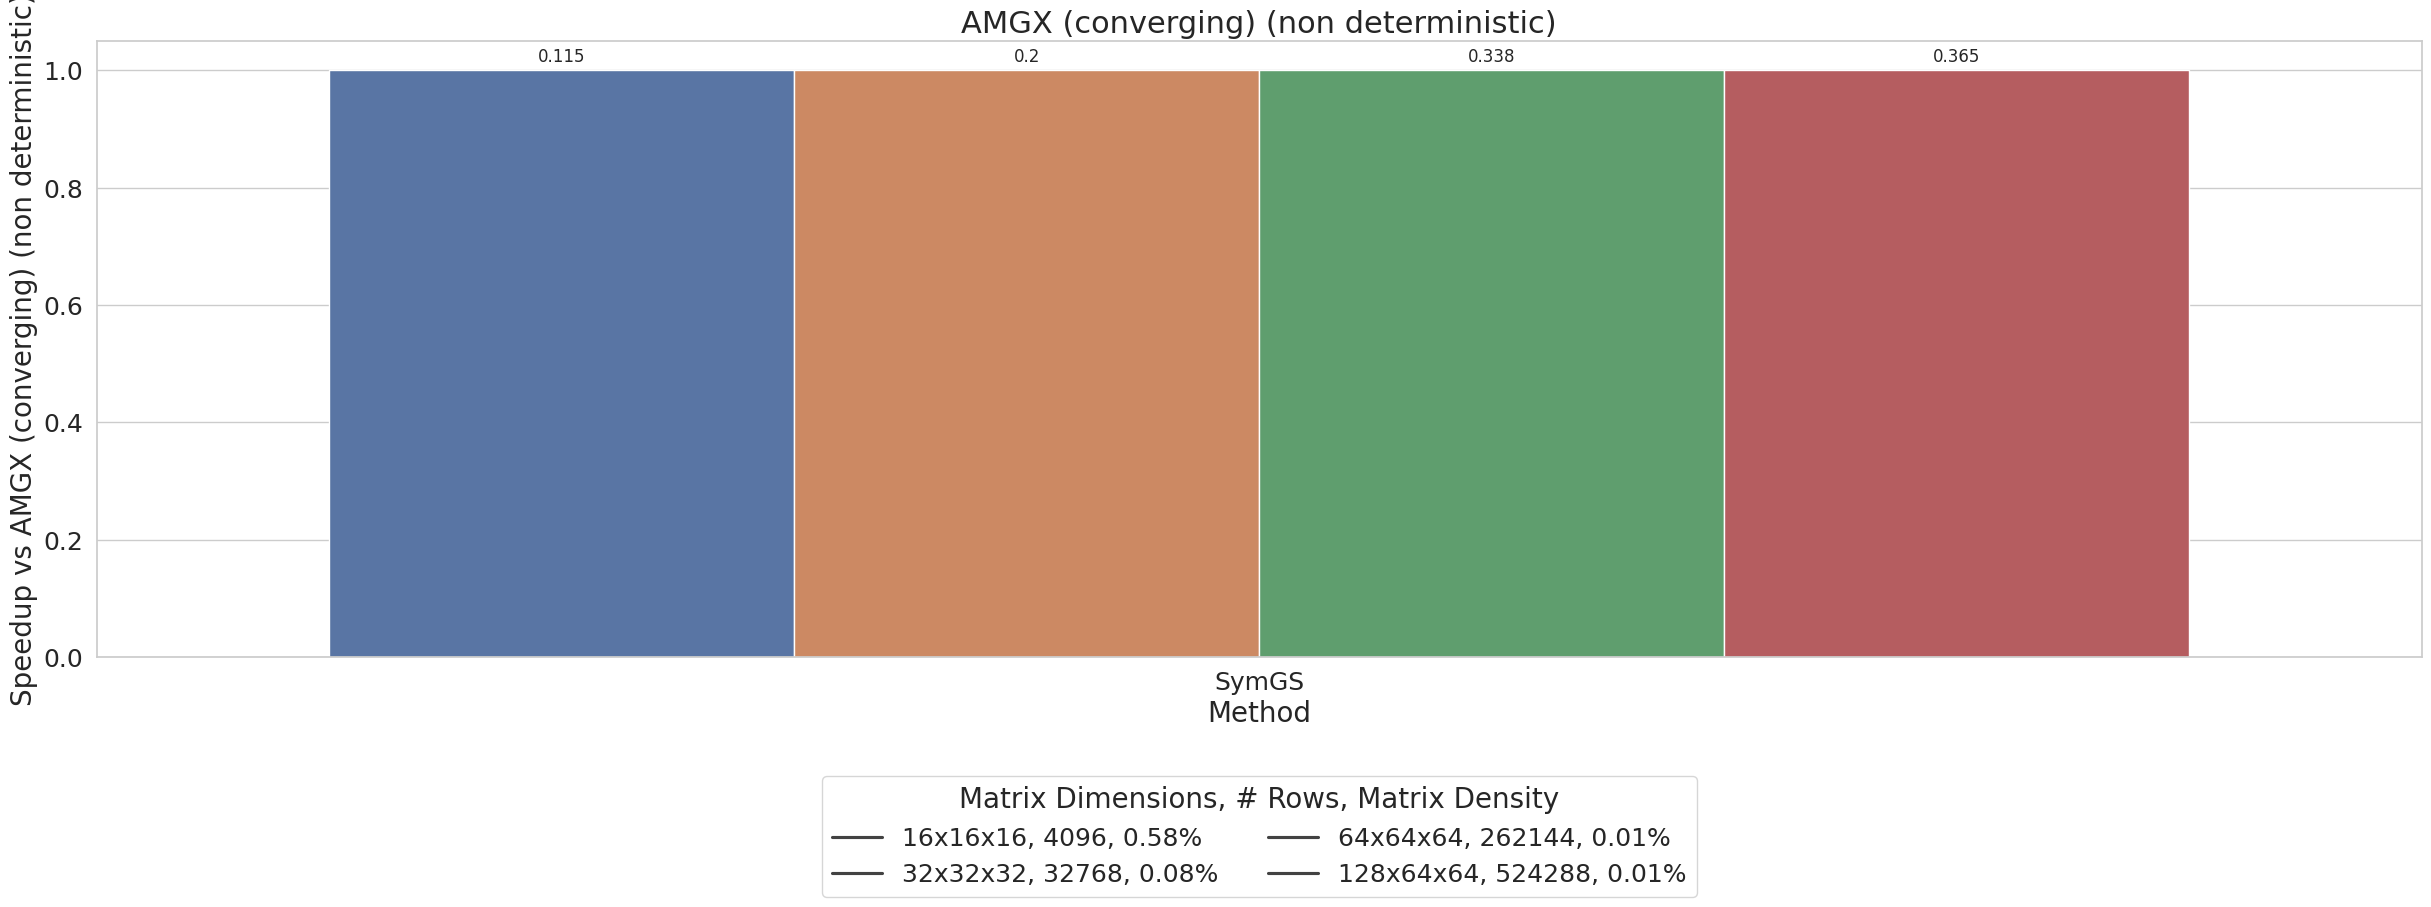 AMGX (converging) (non deterministic)
Speedup vs AMGX (converging) (non deterministic)
1.0
0.8
0.6
0.4
0.2
0.0
0.115
0.2
0.338
0.365
SymGS
Method
Matrix Dimensions, # Rows, Matrix Density
16x16x16, 4096, 0.58%
32x32x32, 32768, 0.08%
64x64x64, 262144, 0.01%
128x64x64, 524288, 0.01%